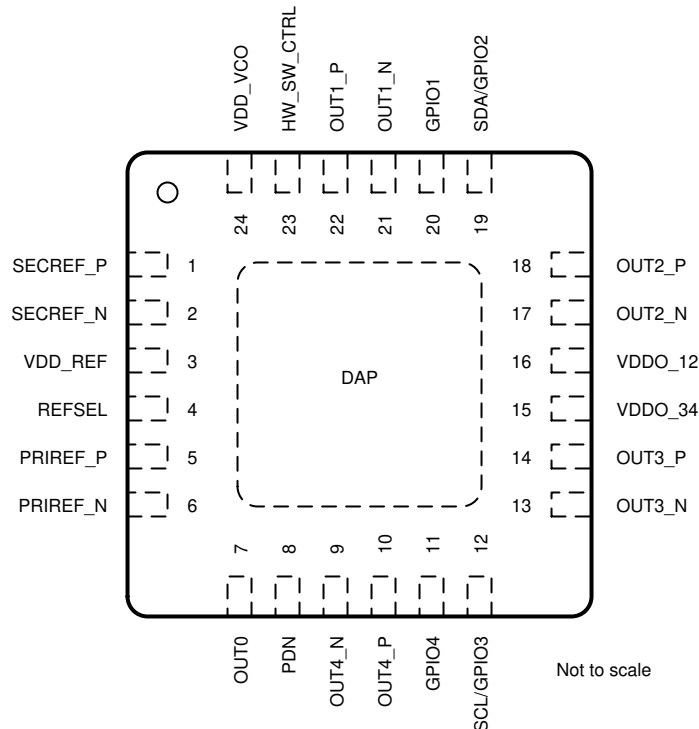 VDD_VCO
HW_SW_CTRL
OUT1_P
OUT1_N
GPIO1
SDA/GPIO2
24
23
22
21
20
19
SECREF_P 1
SECREF_N 2
VDD_REF 3
REFSEL 4
PRIREF_P 5
PRIREF_N 6
DAP
18 OUT2_P
17 OUT2_N
16 VDDO_12
15 VDDO_34
14 OUT3_P
13 OUT3_N
7
8
9
10
11
12
OUT0
PDN
OUT4_N
OUT4_P
GPIO4
SCL/GPIO3
Not to scale